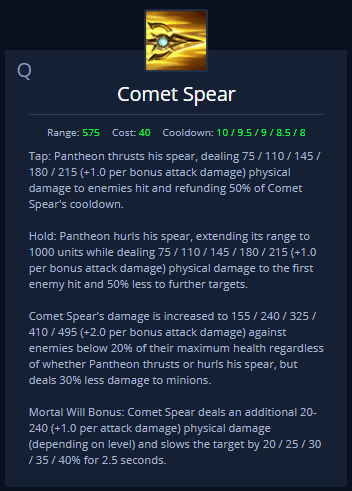 Q
Comet Spear
Range: 575 Cost: 40 Cooldown: 10 / 9.5 / 9 / 8.5 / 8
Tap: Pantheon thrusts his spear, dealing 75 / 110 / 145 /
180 / 215 (+1.0 per bonus attack damage) physical
damage to enemies hit and refunding 50% of Comet
Spear's cooldown.
Hold: Pantheon hurls his spear, extending its range to
1000 units while dealing 75 / 110 / 145 / 180 / 215 (+1.0
per bonus attack damage) physical damage to the first
enemy hit and 50% less to further targets.
Comet Spear's damage is increased to 155 / 240 / 325 /
410 / 495 (+2.0 per bonus attack damage) against
enemies below 20% of their maximum health regardless
of whether Pantheon thrusts or hurls his spear, but
deals 30% less damage to minions.
Mortal Will Bonus: Comet Spear deals an additional 20-
240 (+1.0 per attack damage) physical damage
(depending on level) and slows the target by 20 / 25 / 30
/ 35 / 40% for 2.5 seconds.